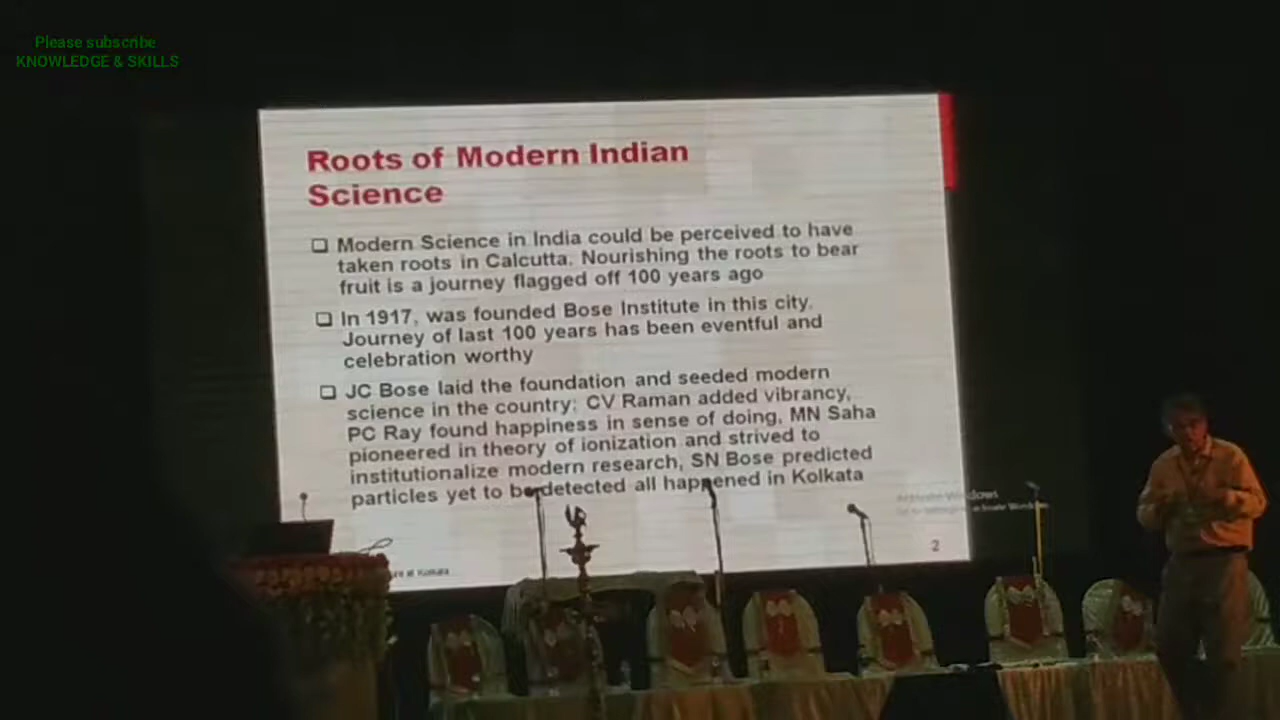 Please subscribe
KNOWLEDGE & SKILLS
Roots of Modern Indian
Science
❑ Modern Science in India could be perceived to have
taken roots in Calcutta. Nourishing the roots to bear
fruit is a journey flagged off 100 years ago
❑ In 1917, was founded Bose Institute in this city.
Journey of last 100 years has been eventful and
celebration worthy
❑ JC Bose laid the foundation and seeded modern
science in the country; CV Raman added vibrancy,
PC Ray found happiness in sense of doing, MN Saha
pioneered in theory of ionization and strived to
institutionalize modern research, SN Bose predicted
particles yet to be detected all happened in Kolkata
Activate Windows
2